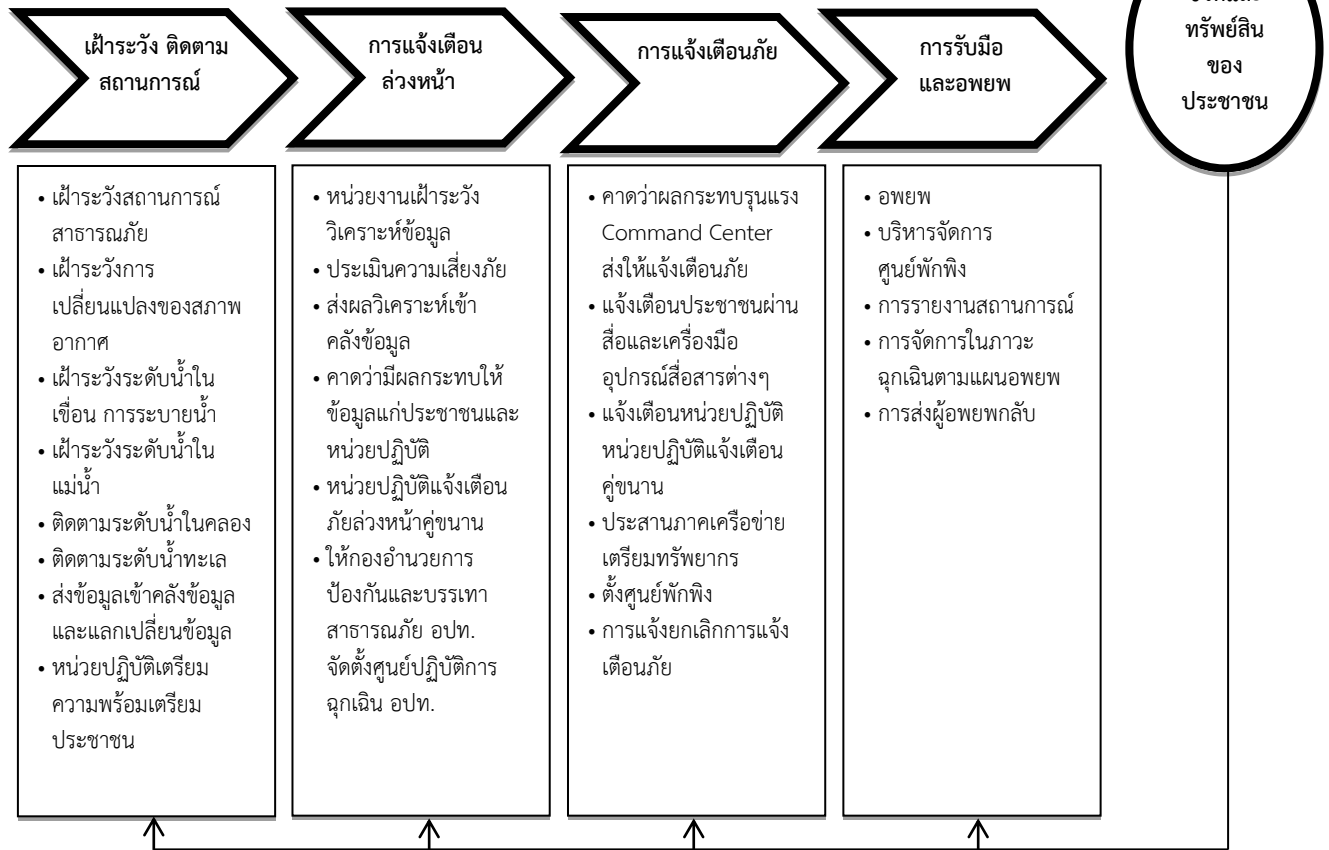 เฝ้าระวัง ติดตาม
สถานการณ์
การแจ้งเตือน
ล่วงหน้า
การแจ้งเตือนภัย
การรับมือ
และอพยพ
ทรัพย์สิน
ของ
ประชาชน
• เฝ้าระวังสถานการณ์
สาธารณภัย
• เฝ้าระวังการ
เปลี่ยนแปลงของสภาพ
อากาศ
• เฝ้าระวังระดับน้ำใน
เขื่อน การระบายน้ำ
• เฝ้าระวังระดับน้ำใน
แม่น้ำ
• ติดตามระดับน้ำในคลอง
• ติดตามระดับน้ำทะเล
• ส่งข้อมูลเข้าคลังข้อมูล
และแลกเปลี่ยนข้อมูล
• หน่วยปฏิบัติเตรียม
ความพร้อมเตรียม
ประชาชน
• หน่วยงานเฝ้าระวัง
วิเคราะห์ข้อมูล
• ประเมินความเสี่ยงภัย
• ส่งผลวิเคราะห์เข้า
คลังข้อมูล
• คาดว่ามีผลกระทบให้
ข้อมูลแก่ประชาชนและ
หน่วยปฏิบัติ
• หน่วยปฏิบัติแจ้งเตือน
ภัยล่วงหน้าคู่ขนาน
• ให้กองอำนวยการ
ป้องกันและบรรเทา
สาธารณภัย อปท.
จัดตั้งศูนย์ปฏิบัติการ
ฉุกเฉิน อปท.
• คาดว่าผลกระทบรุนแรง
Command Center
ส่งให้แจ้งเตือนภัย
• แจ้งเตือนประชาชนผ่าน
สื่อและเครื่องมือ
อุปกรณ์สื่อสารต่างๆ
• แจ้งเตือนหน่วยปฏิบัติ
หน่วยปฏิบัติแจ้งเตือน
คู่ขนาน
• ประสานภาคเครือข่าย
เตรียมทรัพยากร
• ตั้งศูนย์พักพิง
• การแจ้งยกเลิกการแจ้ง
เตือนภัย
• อพยพ
• บริหารจัดการ
ศูนย์พักพิง
• การรายงานสถานการณ์
• การจัดการในภาวะ
ฉุกเฉินตามแผนอพยพ
• การส่งผู้อพยพกลับ